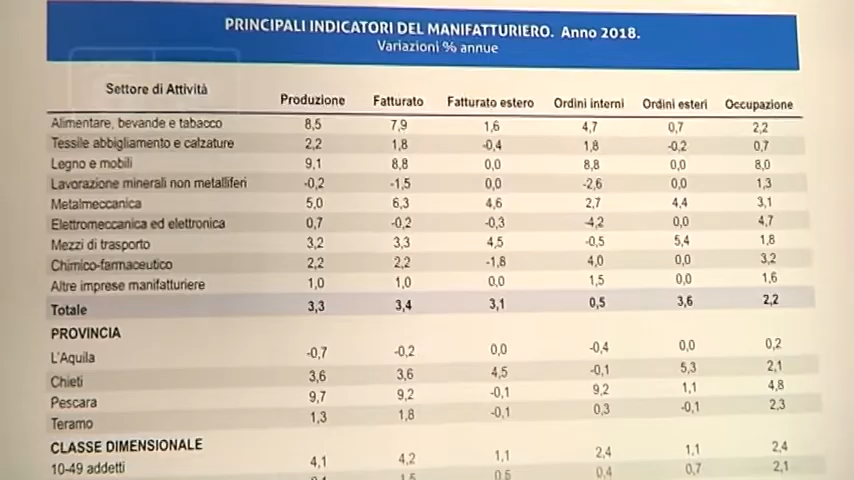 PRINCIPALI INDICATORI DEL MANIFATTURIERO. Anno 2018.
Variazioni % annue
Settore di Attività Produzione Fatturato Fatturato estero Ordini interni Ordini esteri Occupazione
Alimentare, bevande e tabacco 8,5 7,9 1,6 4,7 0,7 2,2
Tessile abbigliamento e calzature 2,2 1,8 -0,4 1,8 -0,2 0,7
Legno e mobili 9,1 8,8 0,0 8,8 0,0 8,0
Lavorazione minerali non metalliferi -0,2 -1,5 0,0 -2,6 0,0 1,3
Metalmeccanica 5,0 6,3 4,6 2,7 4,4 3,1
Elettromeccanica ed elettronica 0,7 -0,2 -0,3 -4,2 0,0 4,7
Mezzi di trasporto 3,2 3,3 4,5 -0,5 5,4 1,8
Chimico-farmaceutico 2,2 2,2 -1,8 4,0 0,0 3,2
Altre imprese manifatturiere 1,0 1,0 0,0 1,5 0,0 1,6
Totale 3,3 3,4 3,1 0,5 3,6 2,2
PROVINCIA
L'Aquila -0,7 -0,2 0,0 -0,4 0,0 0,2
Chieti 3,6 3,6 4,5 -0,1 5,3 2,1
Pescara 9,7 9,2 -0,1 9,2 1,1 4,8
Teramo 1,3 1,8 -0,1 0,3 -0,1 2,3
CLASSE DIMENSIONALE
10-49 addetti 4,1 4,2 1,1 2,4 1,1 2,4
0,4 0,7 2,1